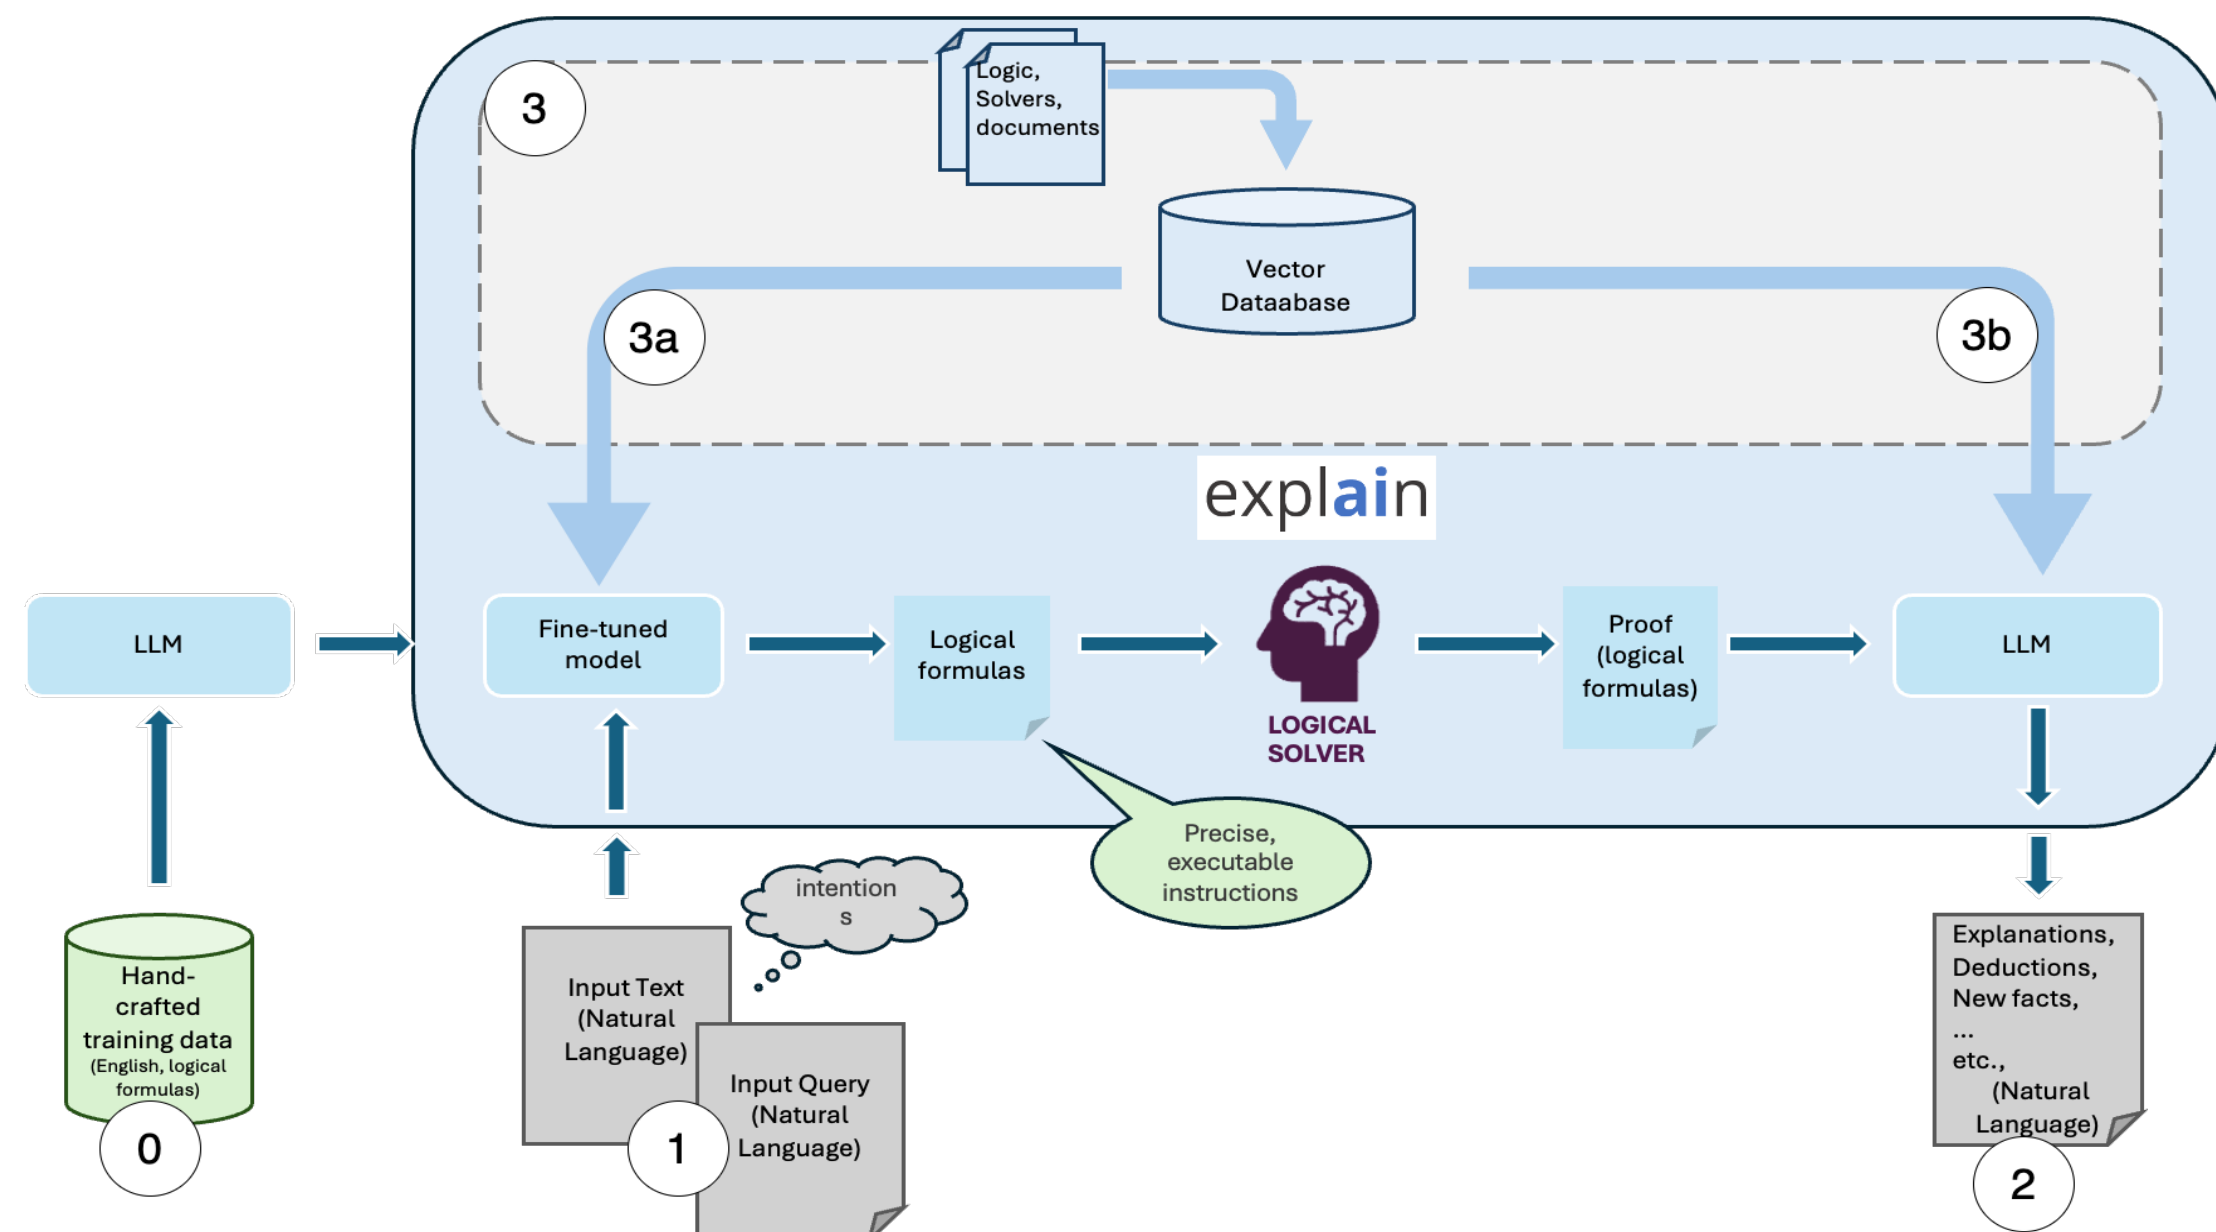 3
Logic,
Solvers,
documents
Vector
Dataabase
3a
3b
explain
LLM
Fine-tuned
model
Logical
formulas
LOGICAL
SOLVER
Proof
(logical
formulas)
LLM
Precise,
executable
instructions
intention
s
Hand-
crafted
training data
(English, logical
formulas)
0
Input Text
(Natural
Language)
Input Query
(Natural
Language)
1
Explanations,
Deductions,
New facts,
...
etc.,
(Natural
Language)
2